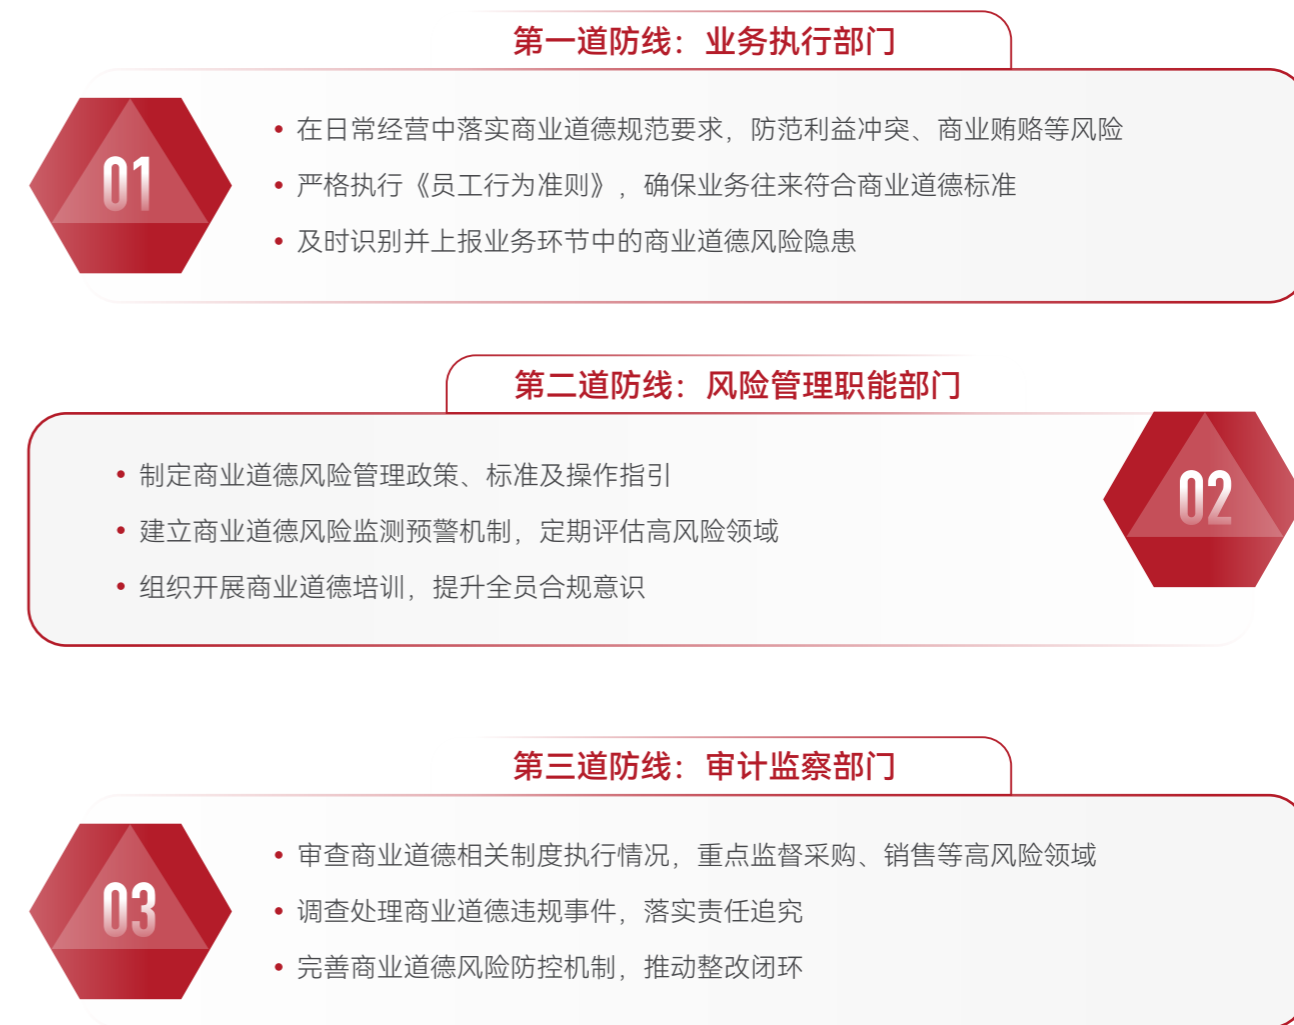 第一道防线：业务执行部门
01
• 在日常经营中落实商业道德规范要求，防范利益冲突、商业贿赂等风险
• 严格执行《员工行为准则》，确保业务往来符合商业道德标准
• 及时识别并上报业务环节中的商业道德风险隐患
第二道防线：风险管理职能部门
02
• 制定商业道德风险管理政策、标准及操作指引
• 建立商业道德风险监测预警机制，定期评估高风险领域
• 组织开展商业道德培训，提升全员合规意识
第三道防线：审计监察部门
03
• 审查商业道德相关制度执行情况，重点监督采购、销售等高风险领域
• 调查处理商业道德违规事件，落实责任追究
• 完善商业道德风险防控机制，推动整改闭环